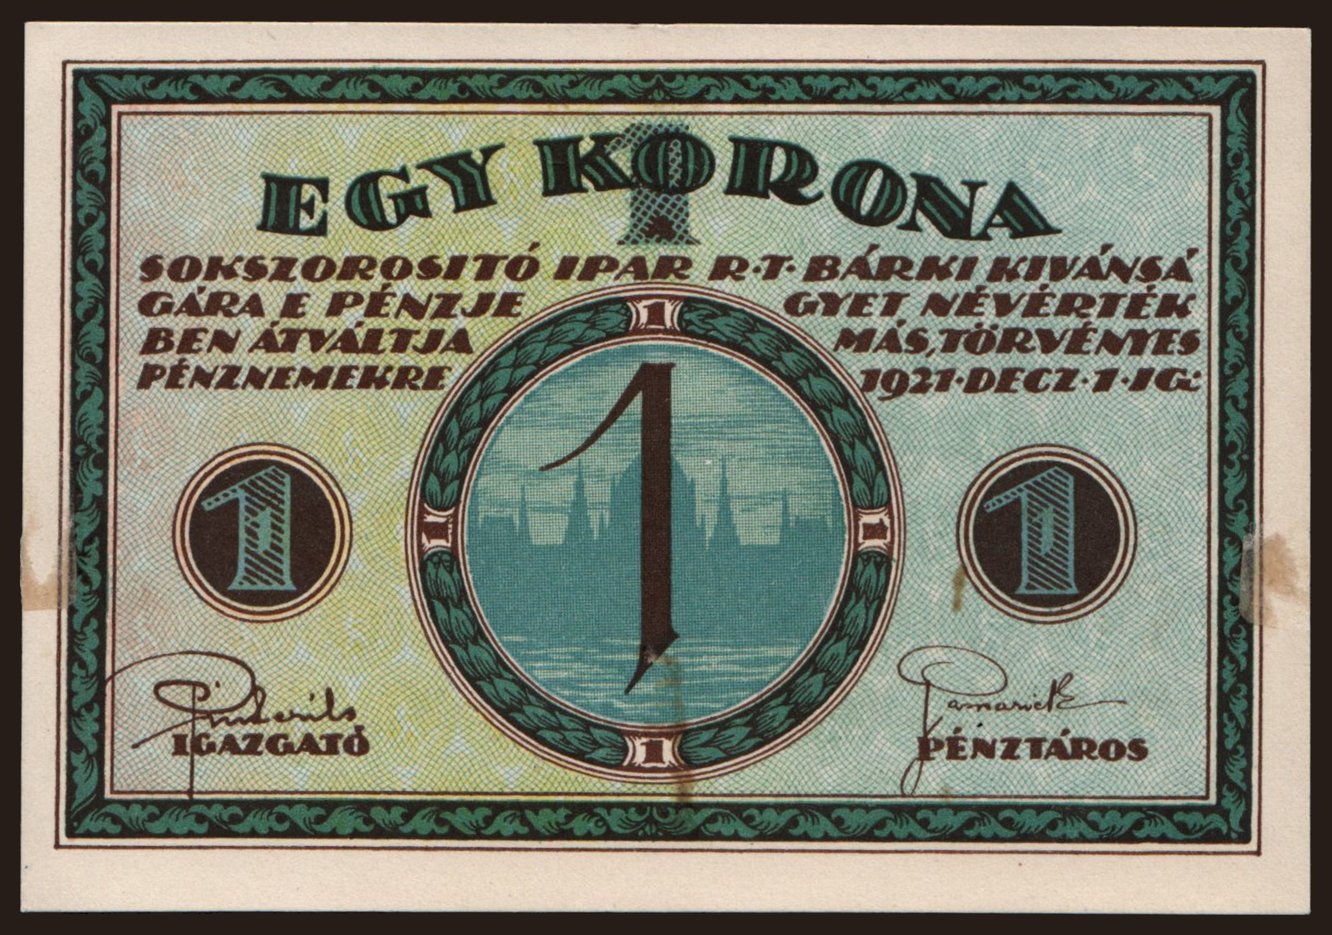 EGY KORONA
SOKSZOROSITÓ IPAR R·T· BÁRKI KIVÁNSÁ
GÁRA E PÉNZJE GYET NÉVÉRTÉK
BEN ÁTVÁLTJA MÁS, TÖRVÉNYES
PÉNZNEMEKRE 1921·DECZ·1·IG:
1
1
1 1
1
1 1
IGAZGATÓ PÉNZTÁROS
1